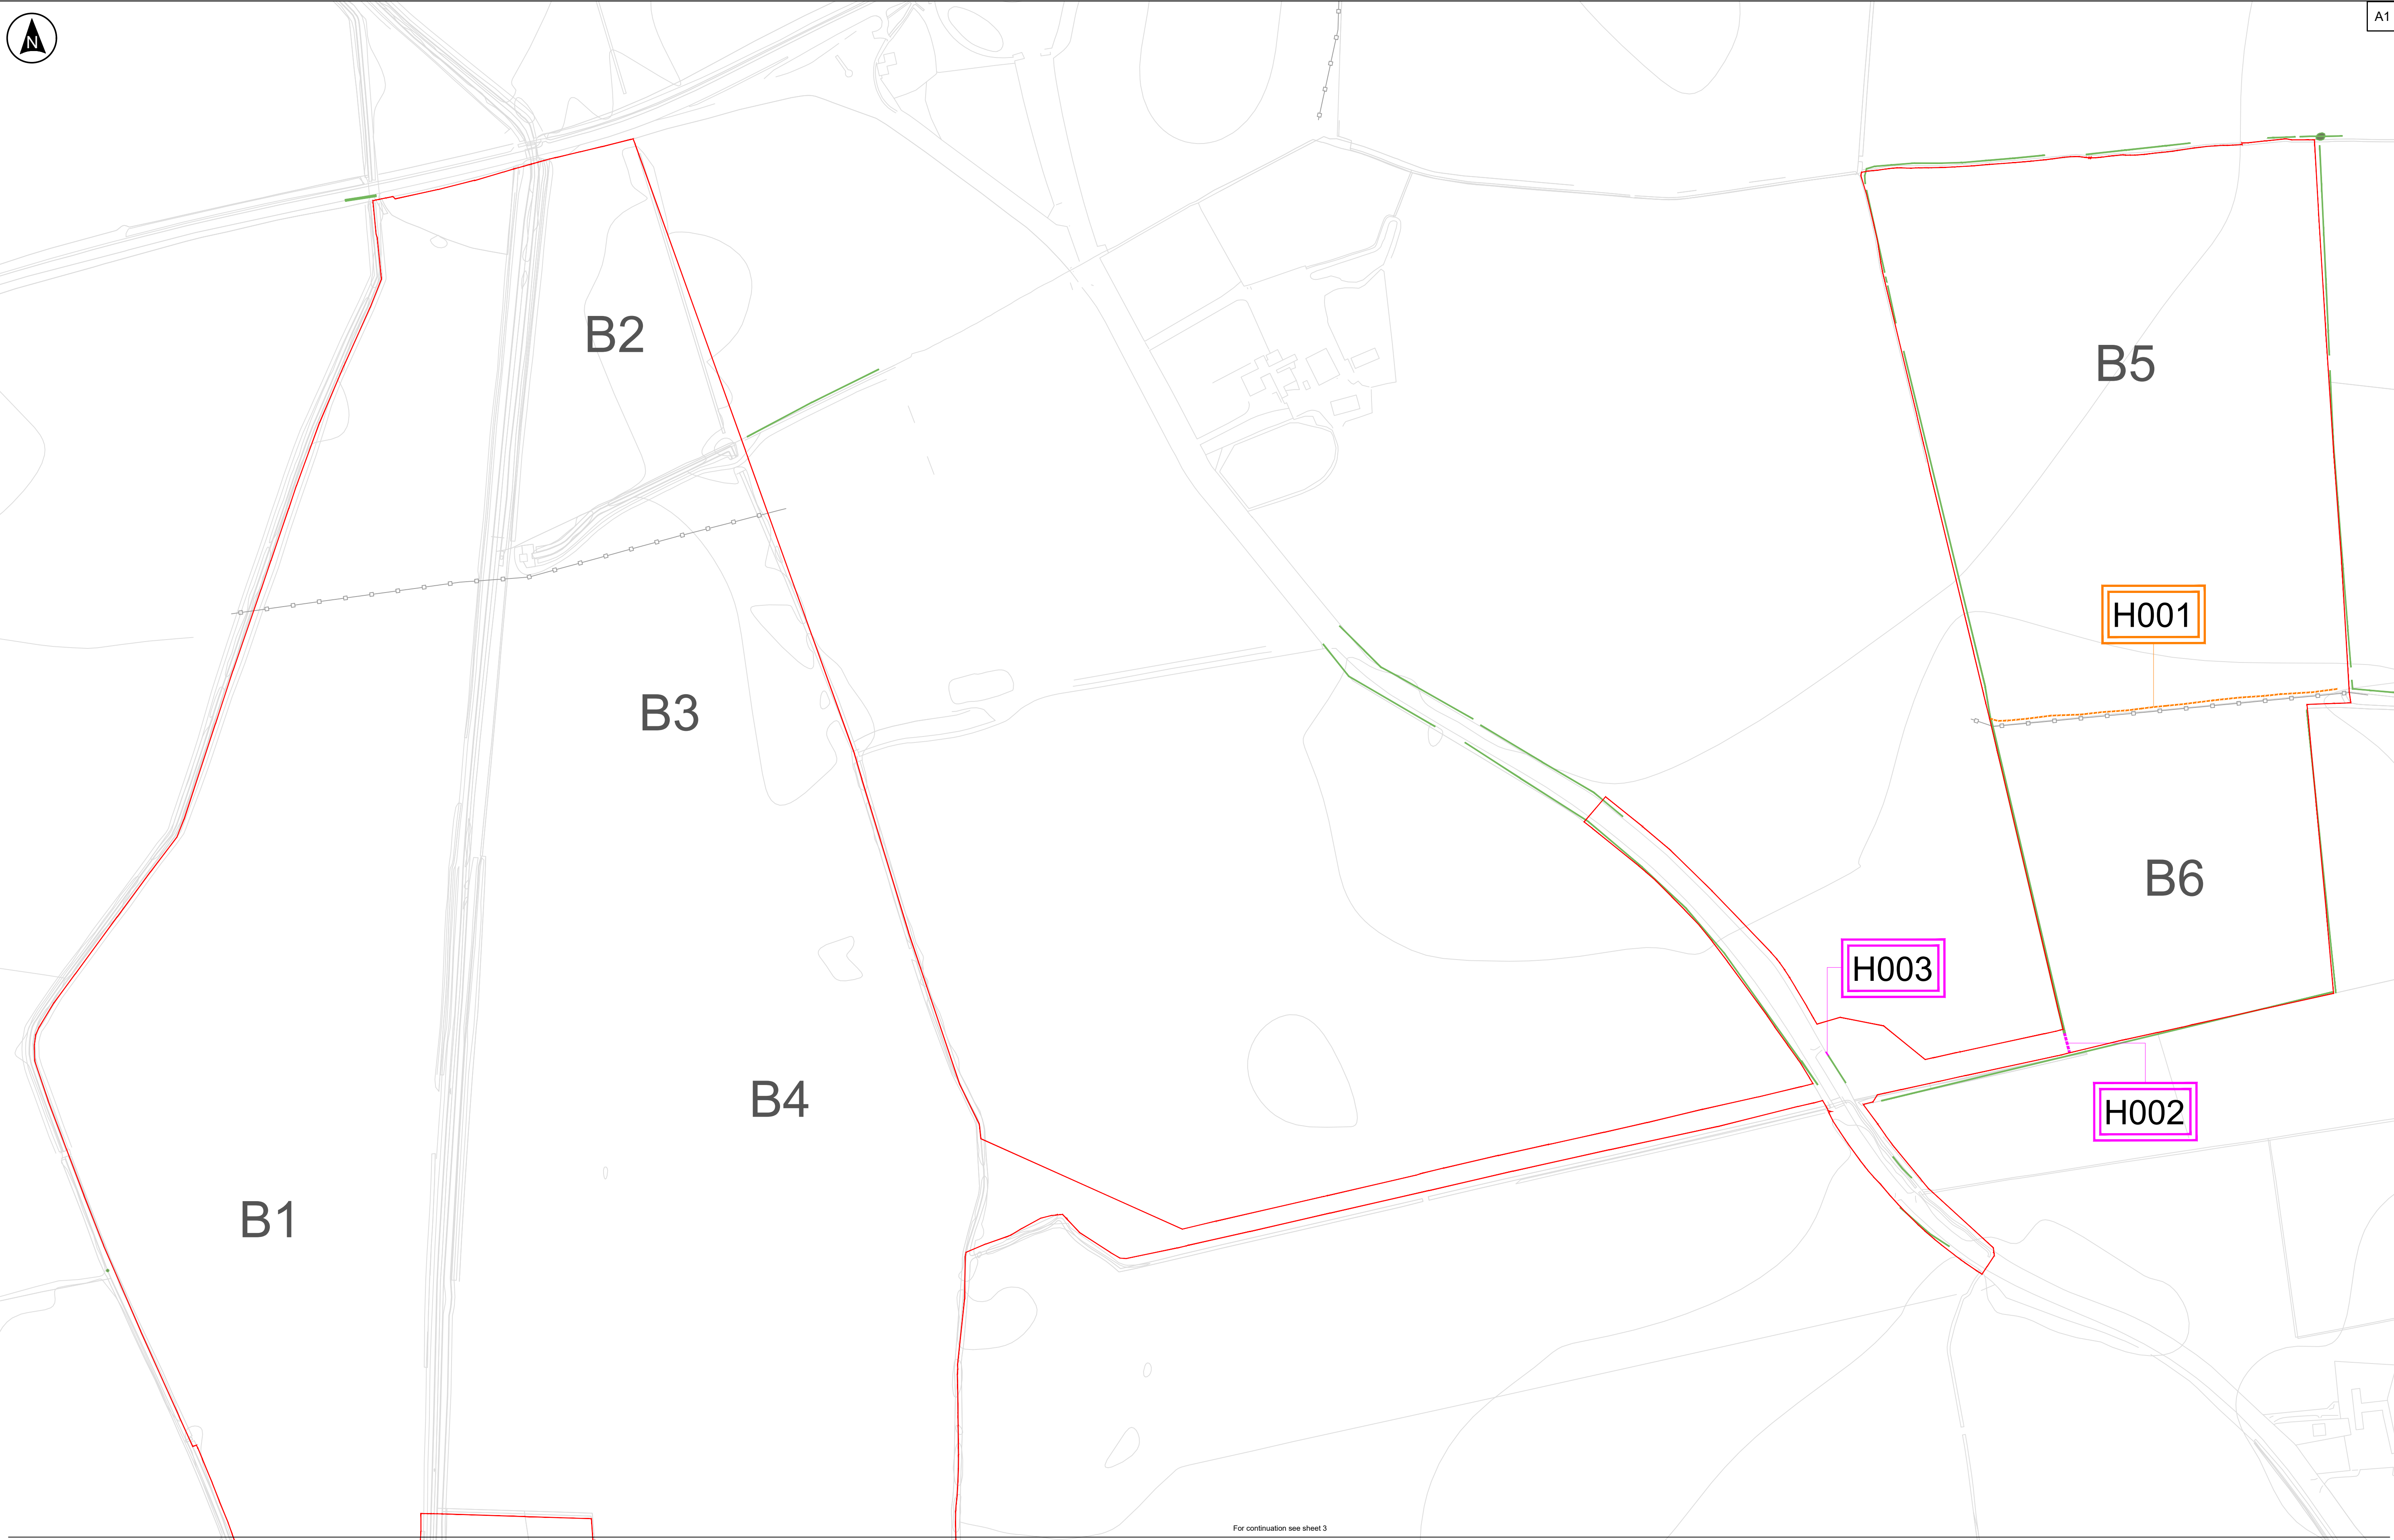 A1
N
B2
B5
H001
B3
B6
H003
B4
H002
B1
For continuation see sheet 3